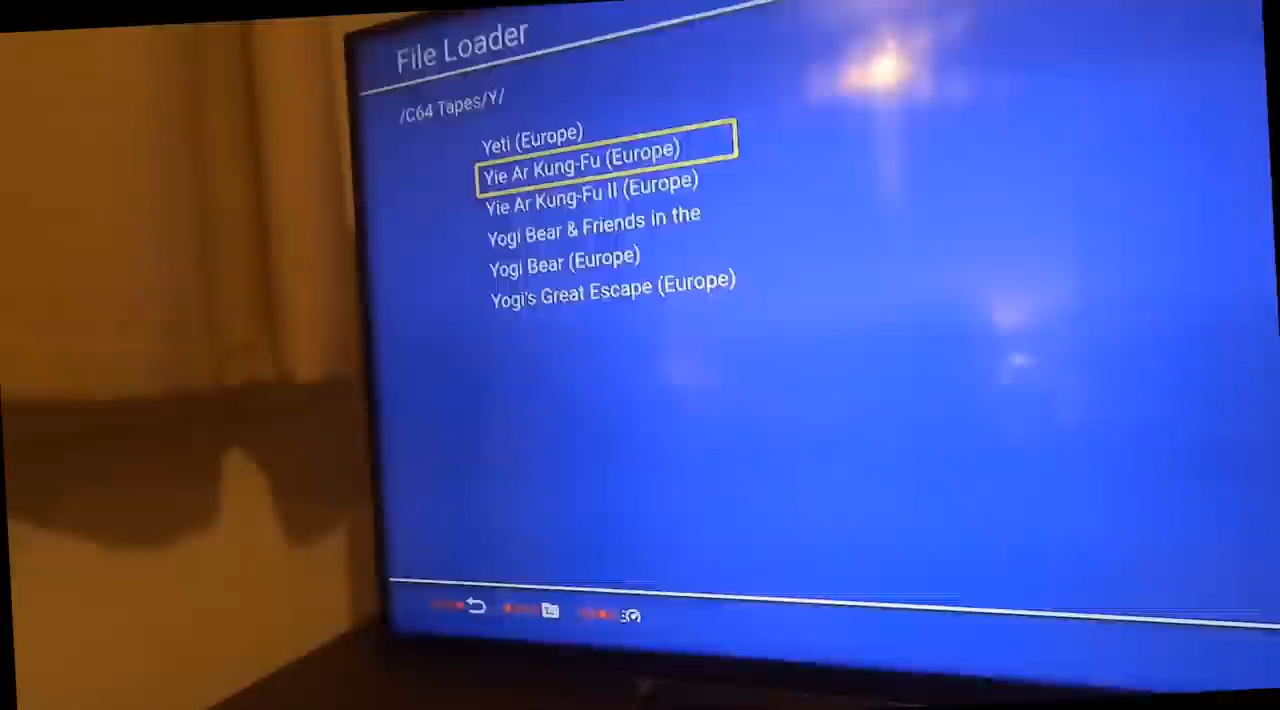 File Loader
/C64 Tapes/Y/
Yeti (Europe)
Yie Ar Kung-Fu (Europe)
Yie Ar Kung-Fu II (Europe)
Yogi Bear & Friends in the
Yogi Bear (Europe)
Yogi's Great Escape (Europe)